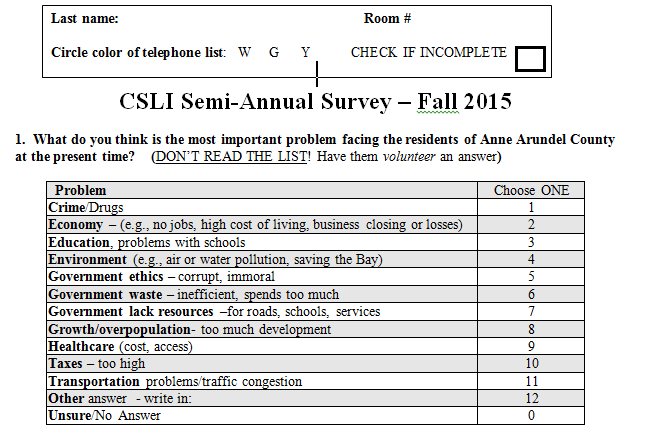 Last name: Room #
Circle color of telephone list: W G Y CHECK IF INCOMPLETE
CSLI Semi-Annual Survey – Fall 2015
1. What do you think is the most important problem facing the residents of Anne Arundel County
at the present time? (DON'T READ THE LIST! Have them volunteer an answer)
Problem Choose ONE
Crime/Drugs 1
Economy – (e.g., no jobs, high cost of living, business closing or losses) 2
Education, problems with schools 3
Environment (e.g., air or water pollution, saving the Bay) 4
Government ethics – corrupt, immoral 5
Government waste – inefficient, spends too much 6
Government lack resources –for roads, schools, services 7
Growth/overpopulation- too much development 8
Healthcare (cost, access) 9
Taxes – too high 10
Transportation problems/traffic congestion 11
Other answer - write in: 12
Unsure/No Answer 0